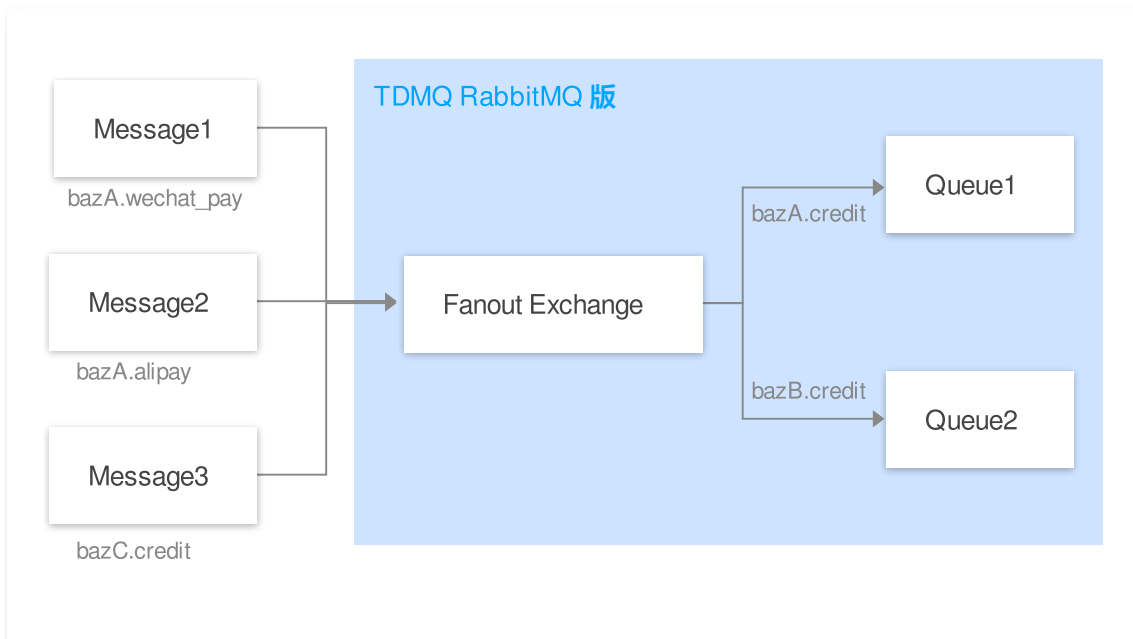 TDMQ RabbitMQ 版
Message1
bazA.wechat_pay
Message2
bazA.alipay
Message3
bazC.credit
Fanout Exchange
bazA.credit
Queue1
bazB.credit
Queue2